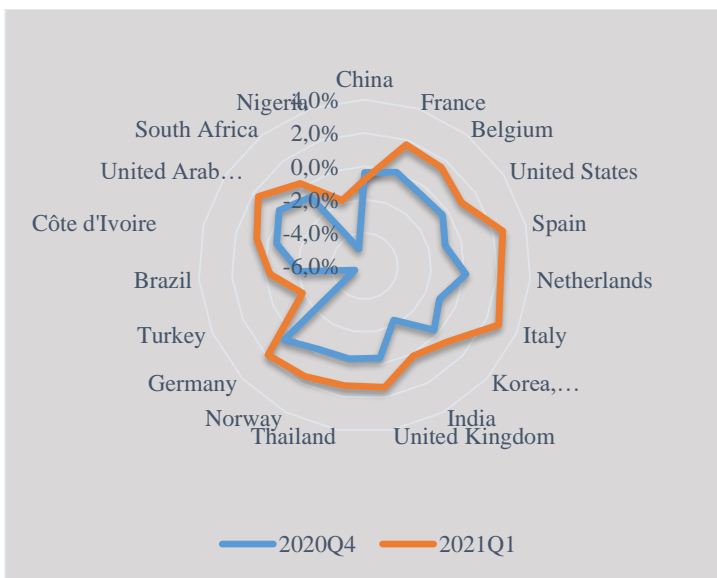 China
4,0%
Nigeria
France
2,0%
South Africa
Belgium
0,0%
United Arab…
United States
-2,0%
Côte d'Ivoire
Spain
-4,0%
-6,0%
Brazil
Netherlands
Turkey
Italy
Germany
Korea,…
Norway
India
Thailand
United Kingdom
2020Q4
2021Q1